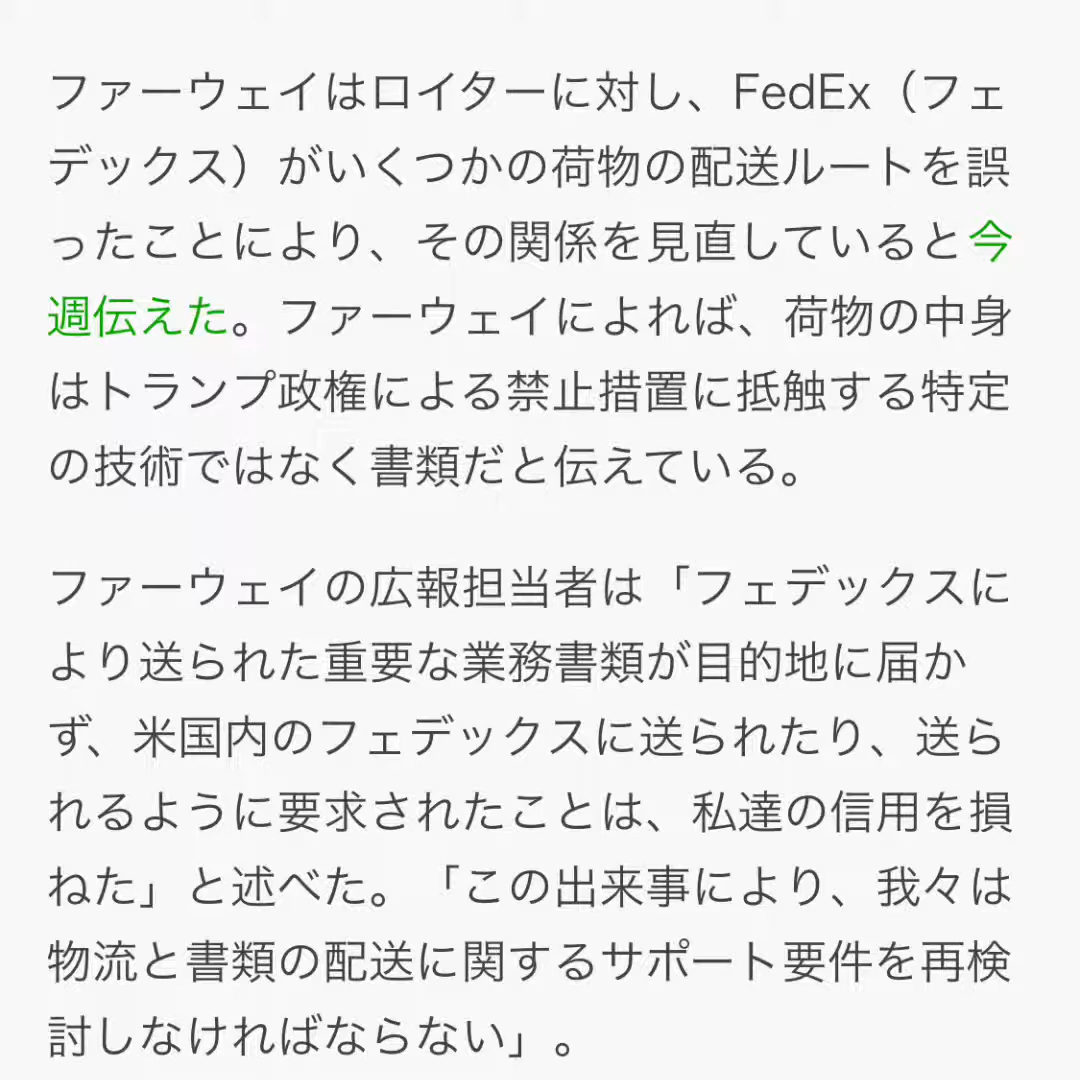 ファーウェイはロイターに対し、FedEx（フェ
デックス）がいくつかの荷物の配送ルートを誤
ったことにより、その関係を見直していると今
週伝えた。ファーウェイによれば、荷物の中身
はトランプ政権による禁止措置に抵触する特定
の技術ではなく書類だと伝えている。
ファーウェイの広報担当者は「フェデックスに
より送られた重要な業務書類が目的地に届か
ず、米国内のフェデックスに送られたり、送ら
れるように要求されたことは、私達の信用を損
ねた」と述べた。「この出来事により、我々は
物流と書類の配送に関するサポート要件を再検
討しなければならない」。